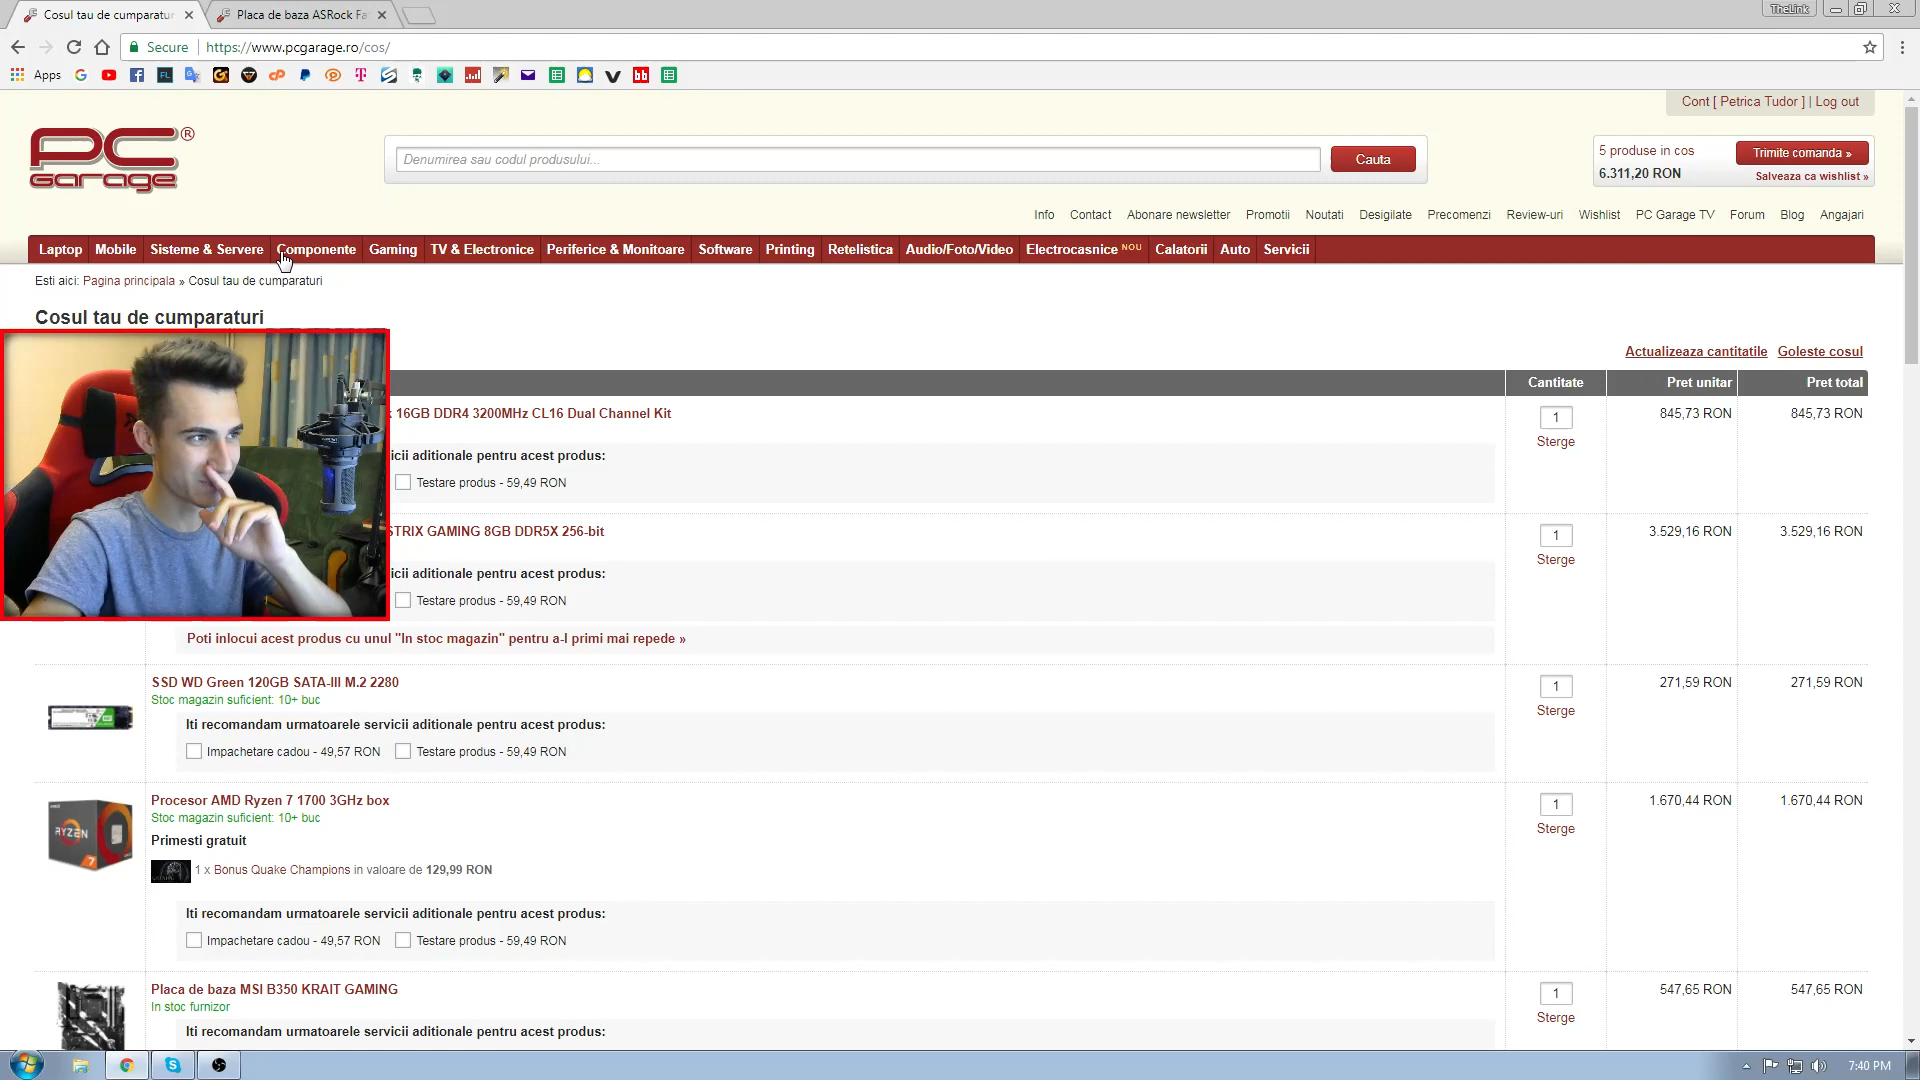 Cosul tau de cumparatur
Placa de baza ASRock Fa
TheLink
Secure
https://www.pcgarage.ro/cos/
Apps
Cont [ Petrica Tudor ] | Log out
PC GARAGE ®
Denumirea sau codul produsului...
Cauta
5 produse in cos
6.311,20 RON
Trimite comanda »
Salveaza ca wishlist »
Info Contact Abonare newsletter Promotii Noutati Desigilate Precomenzi Review-uri Wishlist PC Garage TV Forum Blog Angajari
Laptop Mobile Sisteme & Servere Componente Gaming TV & Electronice Periferice & Monitoare Software Printing Retelistica Audio/Foto/Video Electrocasnice NOU Calatorii Auto Servicii
Esti aici: Pagina principala » Cosul tau de cumparaturi
Cosul tau de cumparaturi
Actualizeaza cantitatile Goleste cosul
Cantitate Pret unitar Pret total
16GB DDR4 3200MHz CL16 Dual Channel Kit
1 845,73 RON 845,73 RON
Sterge
icii aditionale pentru acest produs:
Testare produs - 59,49 RON
STRIX GAMING 8GB DDR5X 256-bit
1 3.529,16 RON 3.529,16 RON
Sterge
icii aditionale pentru acest produs:
Testare produs - 59,49 RON
Poti inlocui acest produs cu unul "In stoc magazin" pentru a-l primi mai repede »
SSD WD Green 120GB SATA-III M.2 2280
1 271,59 RON 271,59 RON
Stoc magazin suficient: 10+ buc
Sterge
Iti recomandam urmatoarele servicii aditionale pentru acest produs:
Impachetare cadou - 49,57 RON Testare produs - 59,49 RON
Procesor AMD Ryzen 7 1700 3GHz box
1 1.670,44 RON 1.670,44 RON
Stoc magazin suficient: 10+ buc
Sterge
RYZEN
7
Primesti gratuit
1 x Bonus Quake Champions in valoare de 129,99 RON
Iti recomandam urmatoarele servicii aditionale pentru acest produs:
Impachetare cadou - 49,57 RON Testare produs - 59,49 RON
Placa de baza MSI B350 KRAIT GAMING
1 547,65 RON 547,65 RON
In stoc furnizor
Sterge
Iti recomandam urmatoarele servicii aditionale pentru acest produs:
7:40 PM